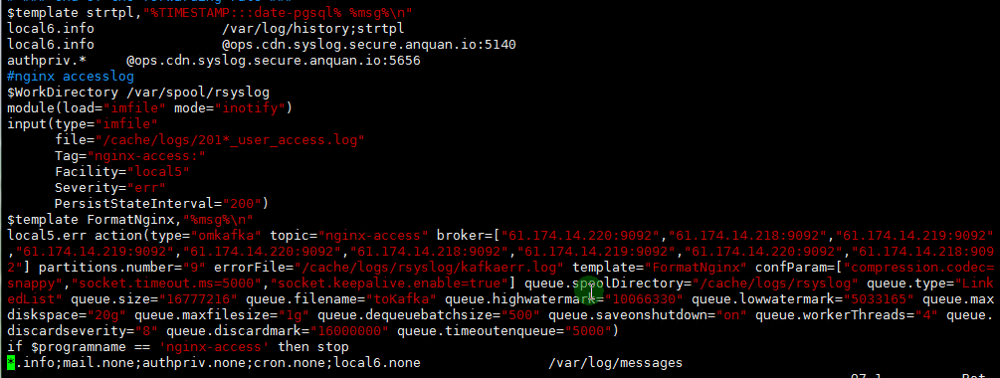 $template strtpl,"%TIMESTAMP:::date-pgsql% %msg%\n"
local6.info /var/log/history;strtpl
local6.info @ops.cdn.syslog.secure.anquan.io:5140
authpriv.* @ops.cdn.syslog.secure.anquan.io:5656
#nginx accesslog
$WorkDirectory /var/spool/rsyslog
module(load="imfile" mode="inotify")
input(type="imfile"
file="/cache/logs/201*_user_access.log"
Tag="nginx-access:"
Facility="local5"
Severity="err"
PersistStateInterval="200")
$template FormatNginx,"%msg%\n"
local5.err action(type="omkafka" topic="nginx-access" broker=["61.174.14.220:9092","61.174.14.218:9092","61.174.14.219:9092"
,"61.174.14.220:9092","61.174.14.218:9092","61.174.14.219:9092","61.174.14.220:9092","61.174.14.218:9092","61.174.14.219:909
2"] partitions.number="9" errorFile="/cache/logs/rsyslog/kafkaerr.log" template="FormatNginx" confParam=["compression.codec=
snappy","socket.timeout.ms=5000","socket.keepalive.enable=true"] queue.spoolDirectory="/cache/logs/rsyslog" queue.type="Link
edList" queue.size="16777216" queue.filename="toKafka" queue.highwatermark="10066330" queue.lowwatermark="5033165" queue.max
diskspace="20g" queue.maxfilesize="1g" queue.dequeuebatchsize="500" queue.saveonshutdown="on" queue.workerThreads="4" queue.
discardseverity="8" queue.discardmark="16000000" queue.timeoutenqueue="5000")
if $programname == 'nginx-access' then stop
*.info;mail.none;authpriv.none;cron.none;local6.none /var/log/messages